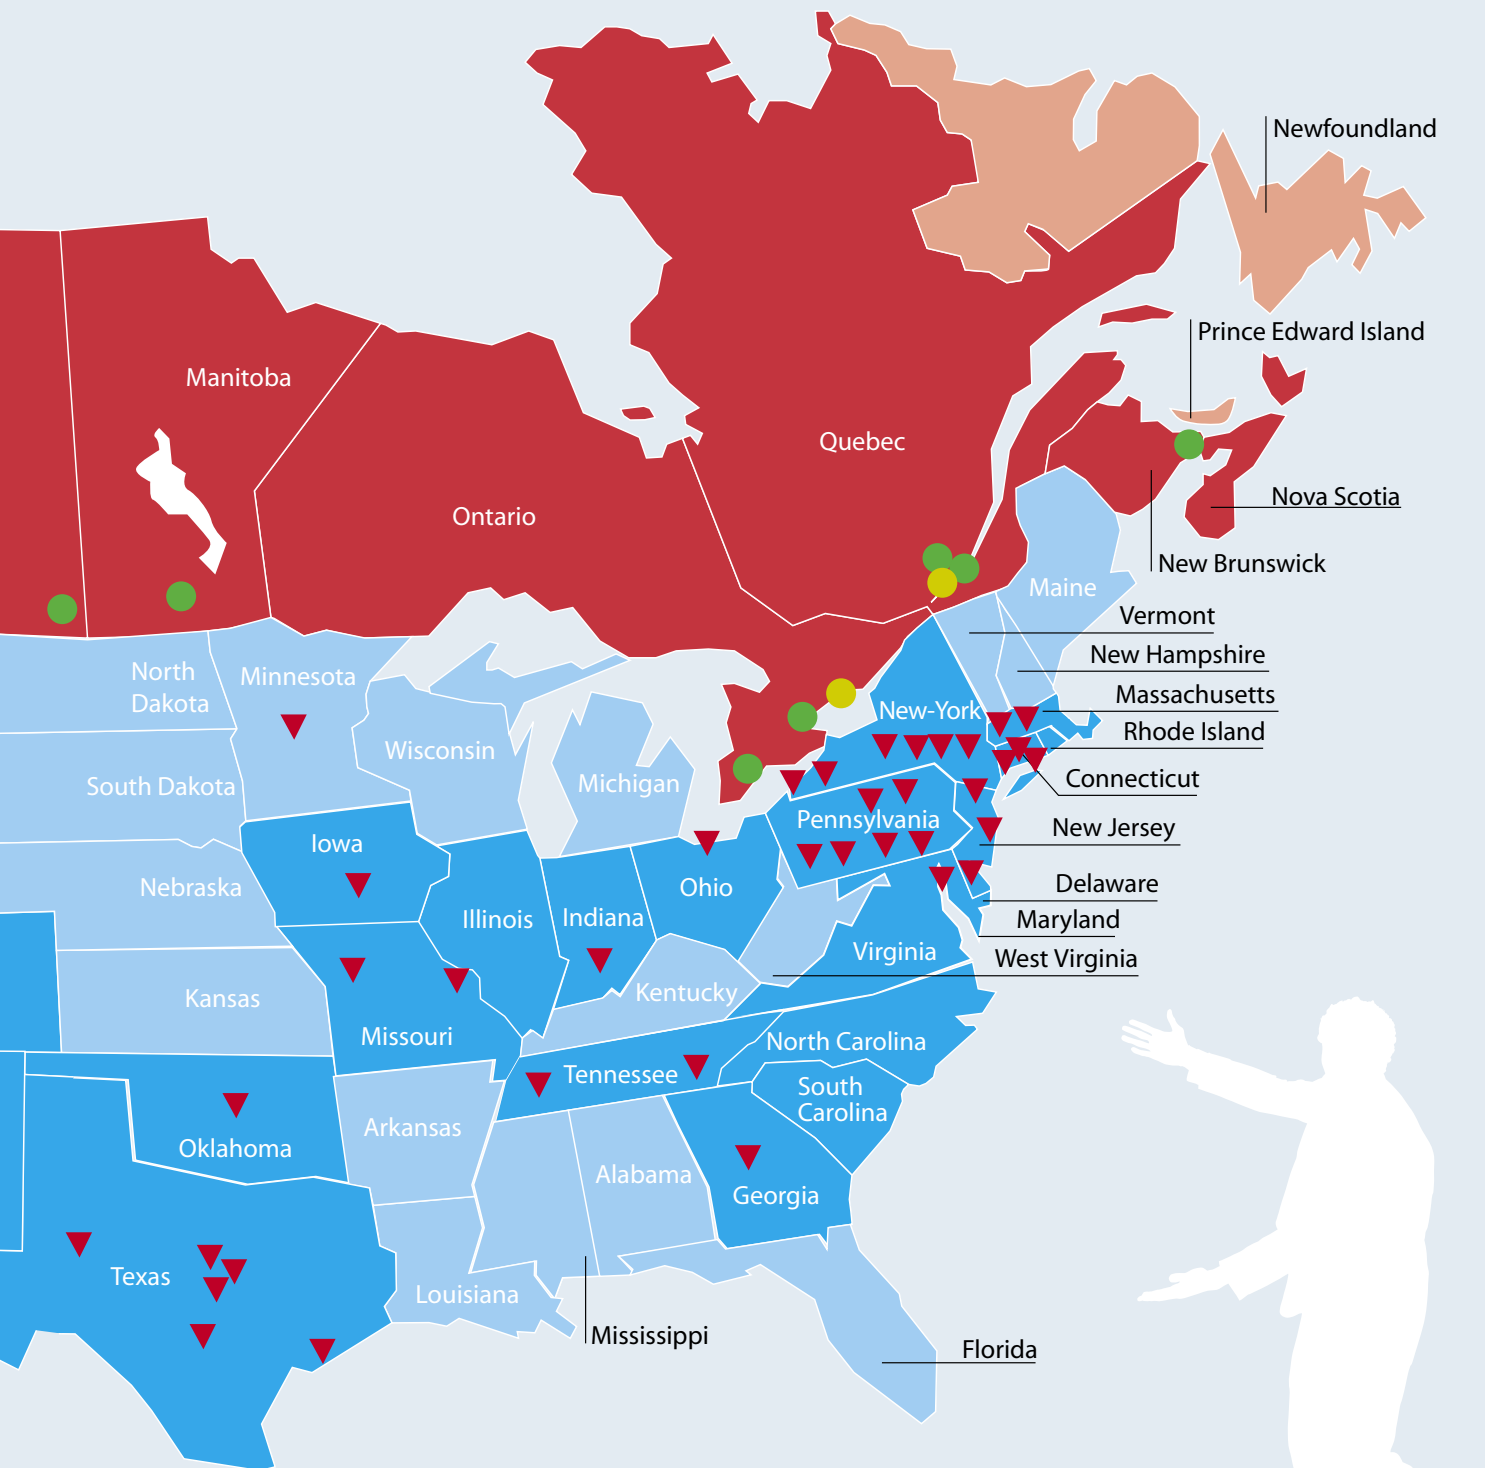 Newfoundland
Prince Edward Island
Manitoba
Quebec
Nova Scotia
Ontario
New Brunswick
Maine
Vermont
New Hampshire
North
Dakota
Minnesota
Massachusetts
New-York
Rhode Island
Wisconsin
Connecticut
South Dakota
Michigan
Pennsylvania
New Jersey
Iowa
Nebraska
Ohio
Delaware
Illinois
Indiana
Maryland
Virginia
West Virginia
Kansas
Kentucky
Missouri
North Carolina
Tennessee
South
Carolina
Arkansas
Oklahoma
Alabama
Georgia
Texas
Louisiana
Mississippi
Florida